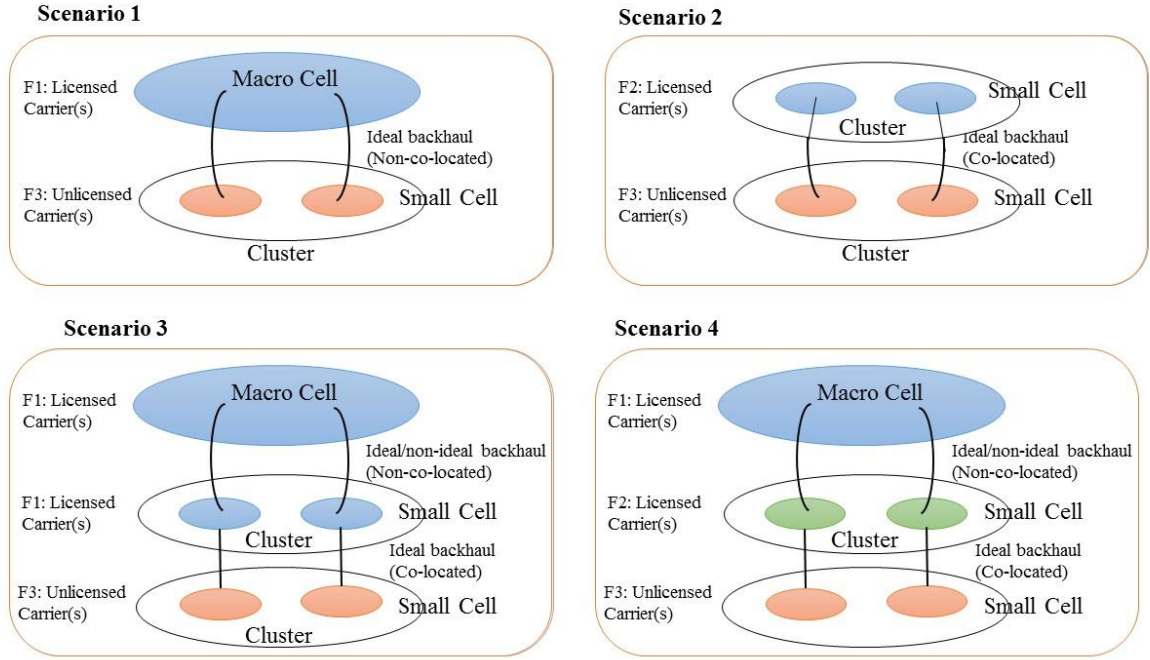 Scenario 1
F1: Licensed
Carrier(s)
Macro Cell
Ideal backhaul
(Non-co-located)
F3: Unlicensed
Carrier(s)
Small Cell
Cluster
Scenario 2
F2: Licensed
Carrier(s)
Small Cell
Cluster
Ideal backhaul
(Co-located)
F3: Unlicensed
Carrier(s)
Small Cell
Cluster
Scenario 3
F1: Licensed
Carrier(s)
Macro Cell
Ideal/non-ideal backhaul
(Non-co-located)
F1: Licensed
Carrier(s)
Small Cell
Cluster
Ideal backhaul
(Co-located)
F3: Unlicensed
Carrier(s)
Small Cell
Cluster
Scenario 4
F1: Licensed
Carrier(s)
Macro Cell
Ideal/non-ideal backhaul
(Non-co-located)
F2: Licensed
Carrier(s)
Small Cell
Cluster
Ideal backhaul
(Co-located)
F3: Unlicensed
Carrier(s)
Small Cell